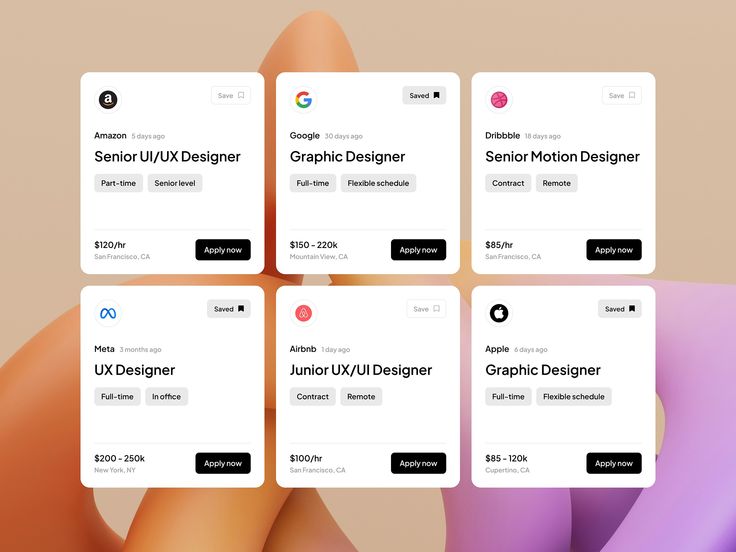 Save
Amazon 5 days ago
Senior UI/UX Designer
Part-time Senior level
$120/hr
San Francisco, CA
Apply now
Saved
Google 30 days ago
Graphic Designer
Full-time Flexible schedule
$150 - 220k
Mountain View, CA
Apply now
Save
Dribbble 18 days ago
Senior Motion Designer
Contract Remote
$85/hr
San Francisco, CA
Apply now
Saved
Meta 3 months ago
UX Designer
Full-time In office
$200 - 250k
New York, NY
Apply now
Save
Airbnb 1 day ago
Junior UX/UI Designer
Contract Remote
$100/hr
San Francisco, CA
Apply now
Saved
Apple 6 days ago
Graphic Designer
Full-time Flexible schedule
$85 - 120k
Cupertino, CA
Apply now